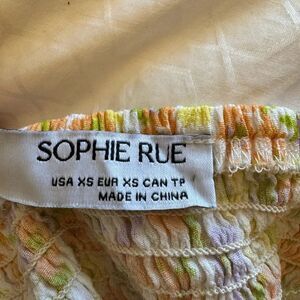 SOPHIE RUE
USA XS EUR XS CAN TP
MADE IN CHINA